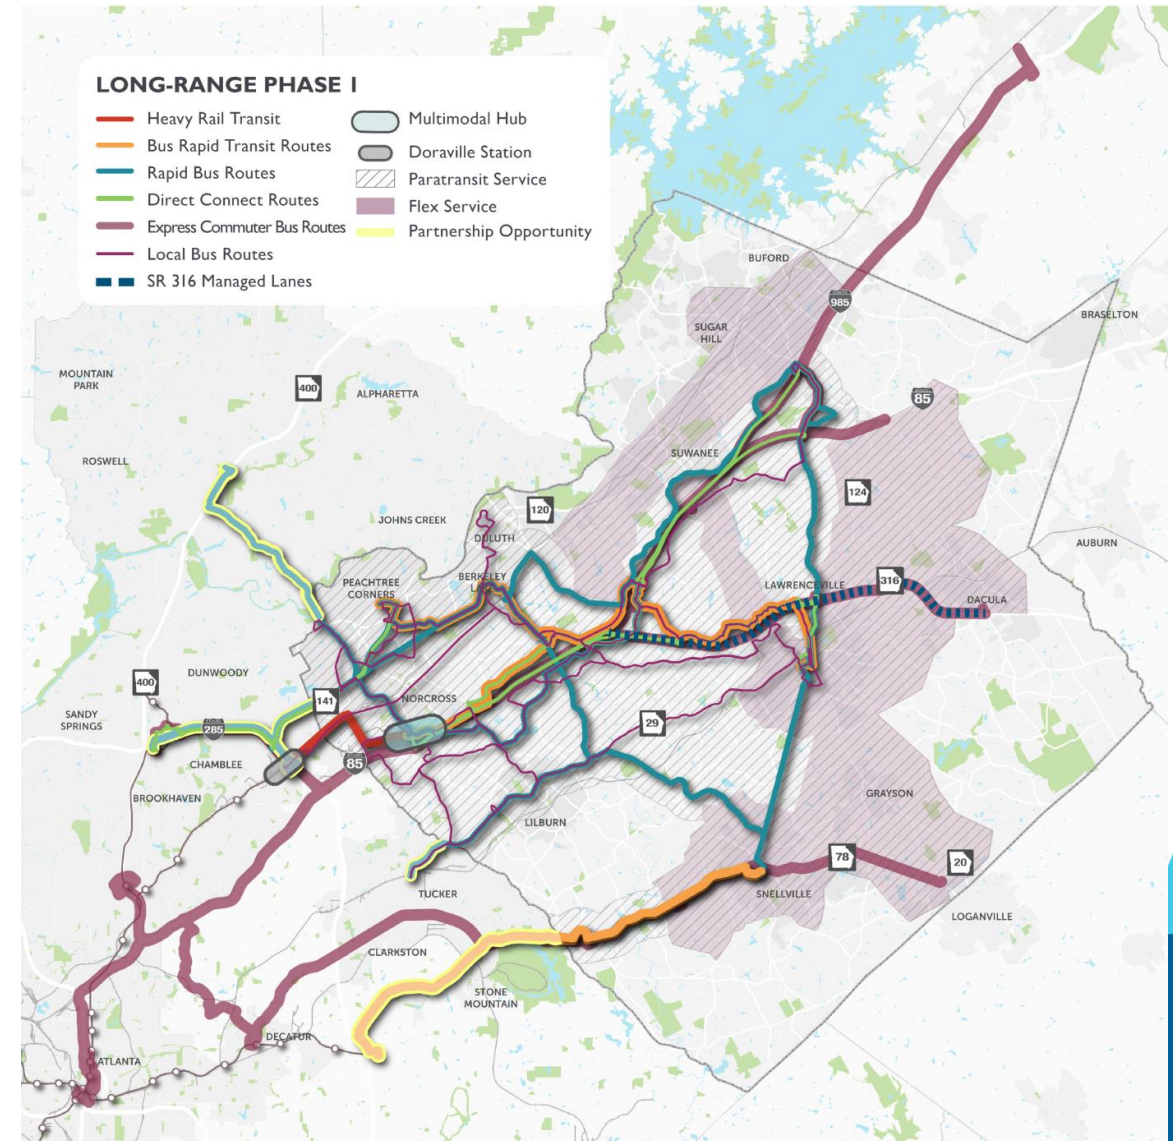 LONG-RANGE PHASE I
Heavy Rail Transit
Bus Rapid Transit Routes
Rapid Bus Routes
Direct Connect Routes
Express Commuter Bus Routes
Local Bus Routes
SR 316 Managed Lanes
Multimodal Hub
Doraville Station
Paratransit Service
Flex Service
Partnership Opportunity
BUFORD
985
SUGAR
HILL
BRASELTON
MOUNTAIN
PARK
400
ALPHARETTA
85
ROSWELL
SUWANEE
124
120
JOHNS CREEK
DULUTH
AUBURN
PEACHTREE
CORNERS
BERKELEY
LAWRENCEVILLE
316
DACULA
DUNWOODY
400
141
NORCROSS
SANDY
SPRINGS
285
29
CHAMBLEE
85
BROOKHAVEN
GRAYSON
LILBURN
78
20
TUCKER
SNELLVILLE
LOGANVILLE
CLARKSTON
STONE
MOUNTAIN
DECATUR
ATLANTA